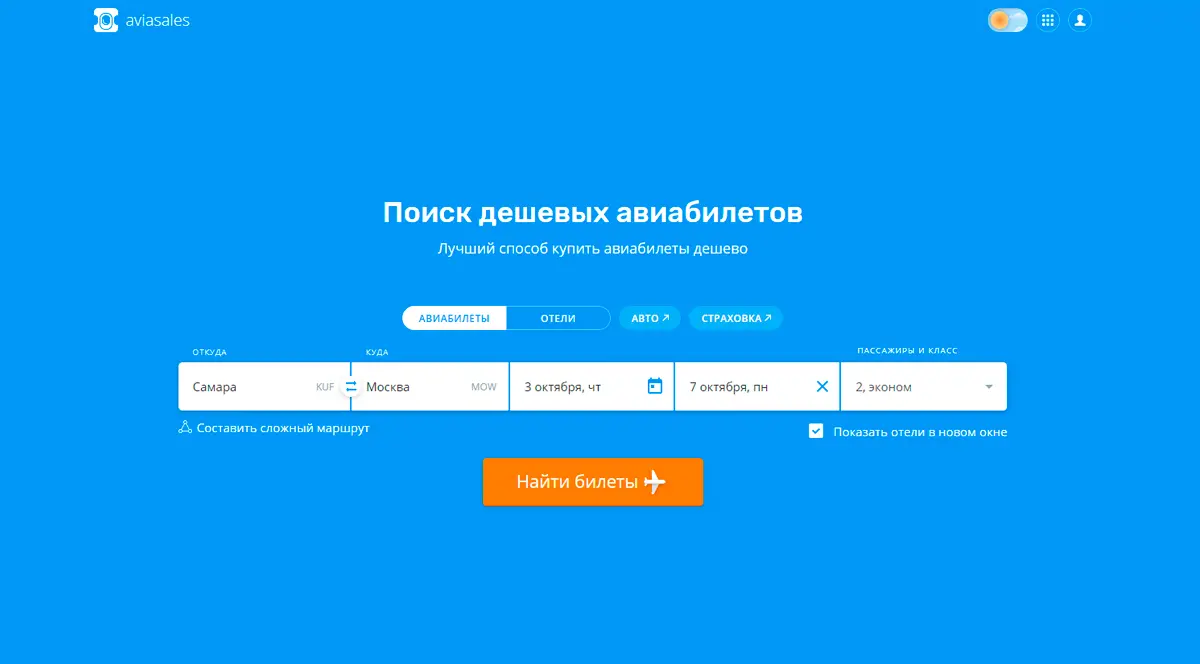 aviasales
Поиск дешевых авиабилетов
Лучший способ купить авиабилеты дешево
АВИАБИЛЕТЫ ОТЕЛИ АВТО СТРАХОВКА
ОТКУДА КУДА ПАССАЖИРЫ И КЛАСС
Самара KUF Москва MOW 3 октября, чт 7 октября, пн 2, эконом
Составить сложный маршрут Показать отели в новом окне
Найти билеты